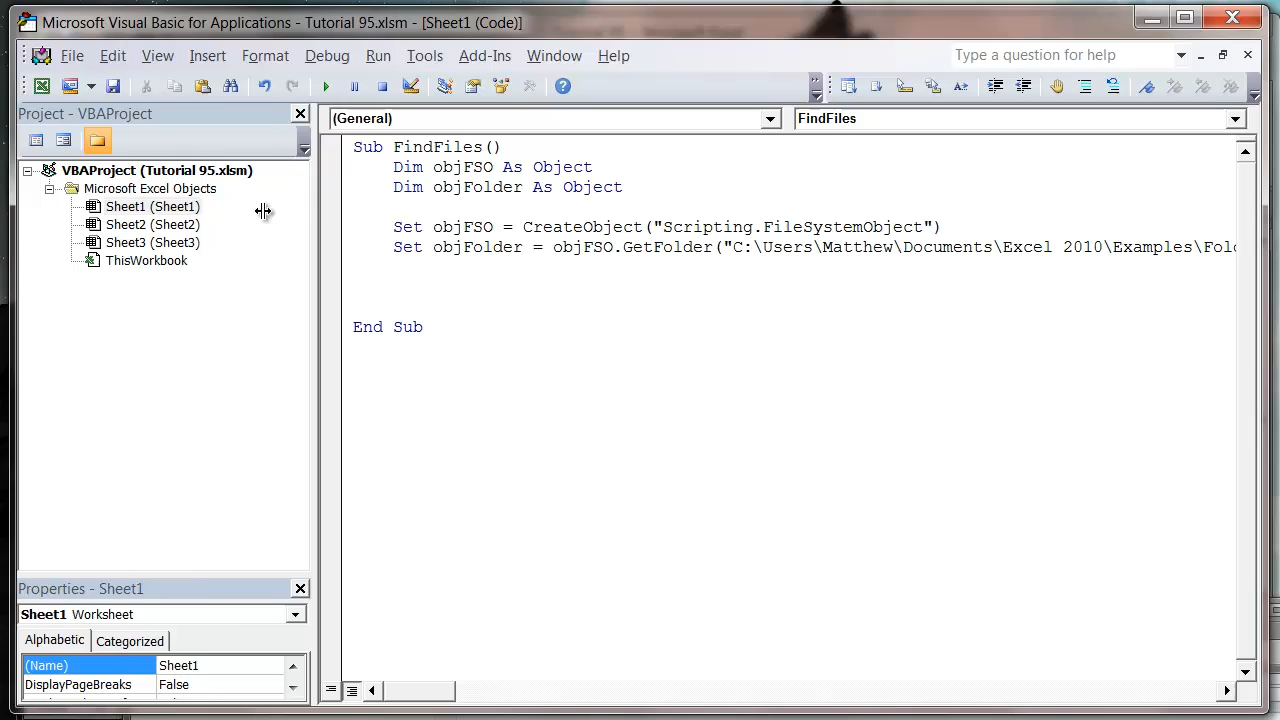 Microsoft Visual Basic for Applications - Tutorial 95.xlsm - [Sheet1 (Code)]
File Edit View Insert Format Debug Run Tools Add-Ins Window Help
Type a question for help
Project - VBAProject
(General)
FindFiles
VBAProject (Tutorial 95.xlsm)
Microsoft Excel Objects
Sheet1 (Sheet1)
Sheet2 (Sheet2)
Sheet3 (Sheet3)
ThisWorkbook
Sub FindFiles()
Dim objFSO As Object
Dim objFolder As Object
Set objFSO = CreateObject("Scripting.FileSystemObject")
Set objFolder = objFSO.GetFolder("C:\Users\Matthew\Documents\Excel 2010\Examples\Fol
End Sub
Properties - Sheet1
Sheet1 Worksheet
Alphabetic Categorized
(Name) Sheet1
DisplayPageBreaks False